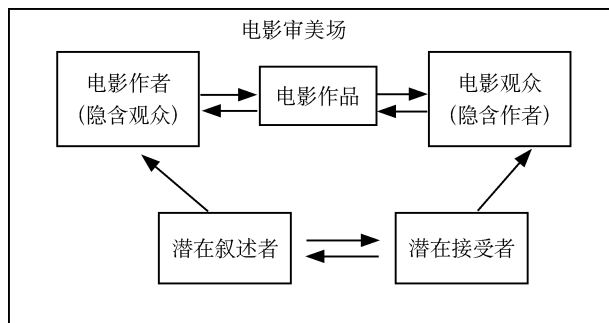 电影审美场
电影作者
（隐含观众）
电影作品
电影观众
（隐含作者）
潜在叙述者
潜在接受者